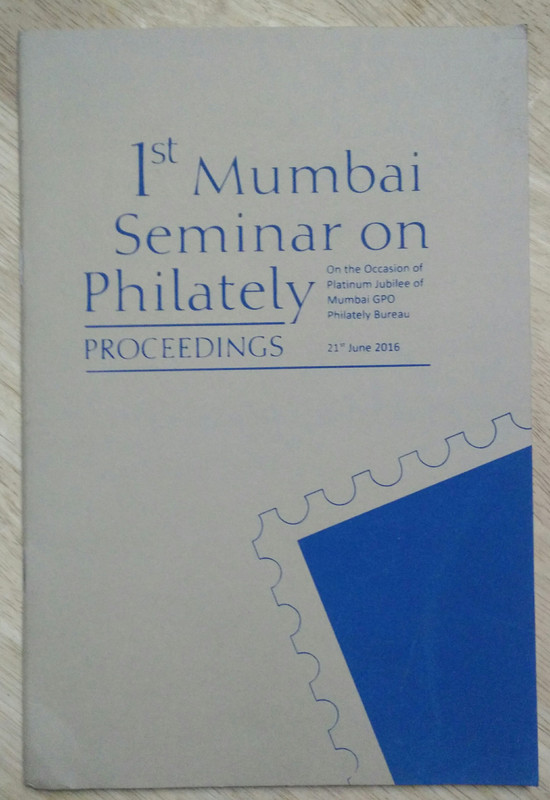 1st Mumbai
Seminar on
Philately
On the Occasion of
Platinum Jubilee of
Mumbai GPO
Philately Bureau
PROCEEDINGS
21st June 2016